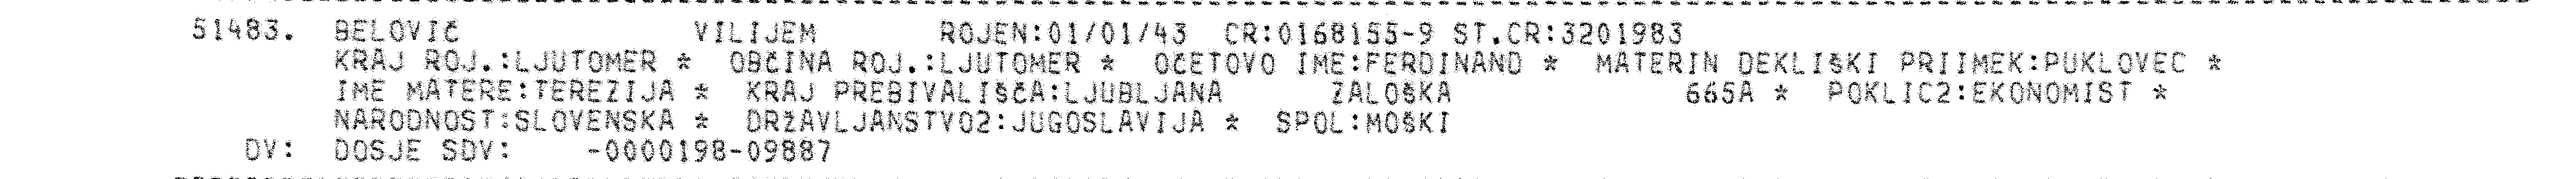 51483. BELOVIČ VILIJEM ROJEN:01/01/43 CR:0168155-9 ST.CR:3201983
KRAJ ROJ.:LJUTOMER * OBČINA ROJ.:LJUTOMER * OČETOVO IME:FERDINAND * MATERIN DEKLIŠKI PRIIMEK:PUKLOVEC *
IME MATERE:TEREZIJA * KRAJ PREBIVALIŠČA:LJUBLJANA ZALOŠKA 665A * POKLIC2:EKONOMIST *
NARODNOST:SLOVENSKA * DRŽAVLJANSTVO2:JUGOSLAVIJA * SPOL:MOŠKI
DV: DOSJE SDV: -0000198-09887